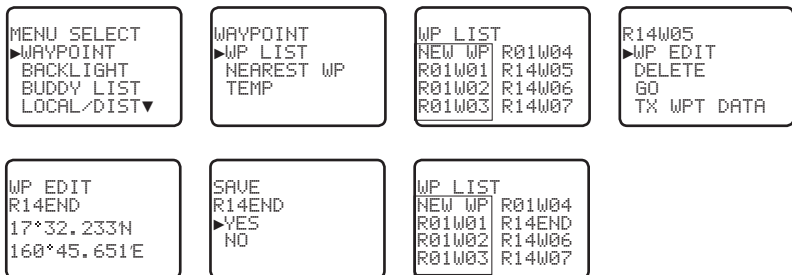 MENU SELECT
►WAYPOINT
BACKLIGHT
BUDDY LIST
LOCAL/DIST▼
WAYPOINT
►WP LIST
NEAREST WP
TEMP
WP LIST
NEW WP R01W04
R01W01 R14W05
R01W02 R14W06
R01W03 R14W07
R14W05
►WP EDIT
DELETE
GO
TX WPT DATA
WP EDIT
R14END
17°32.233'N
160°45.651'E
SAVE
R14END
►YES
NO
WP LIST
NEW WP R01W04
R01W01 R14END
R01W02 R14W06
R01W03 R14W07